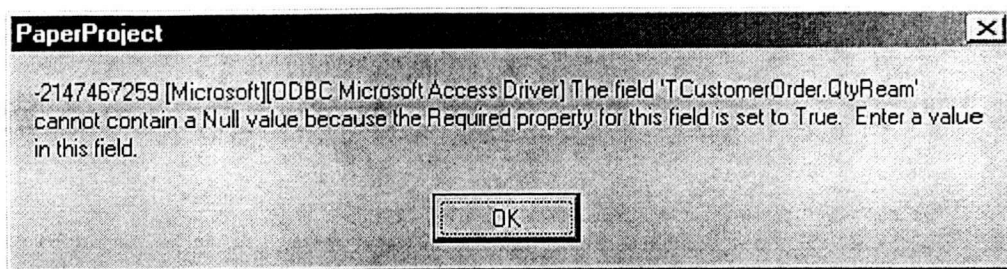 PaperProject
-2147467259 [Microsoft][ODBC Microsoft Access Driver] The field 'TCustomerOrder.QtyReam'
cannot contain a Null value because the Required property for this field is set to True.  Enter a value
in this field.
OK